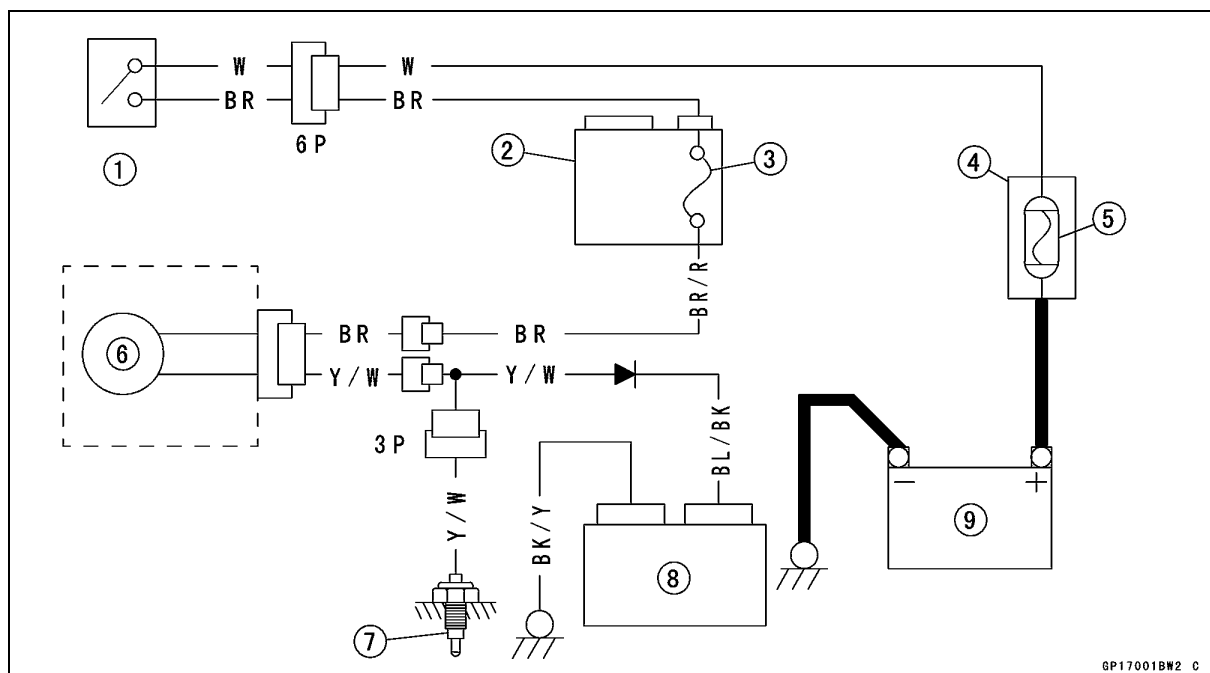 W
W
BR
BR
6P
1
2
3
4
5
BR/R
6
BR
BR
Y/W
Y/W
3P
BK/Y
BL/BK
Y/W
−
+
9
8
7
GP17001BW2 C